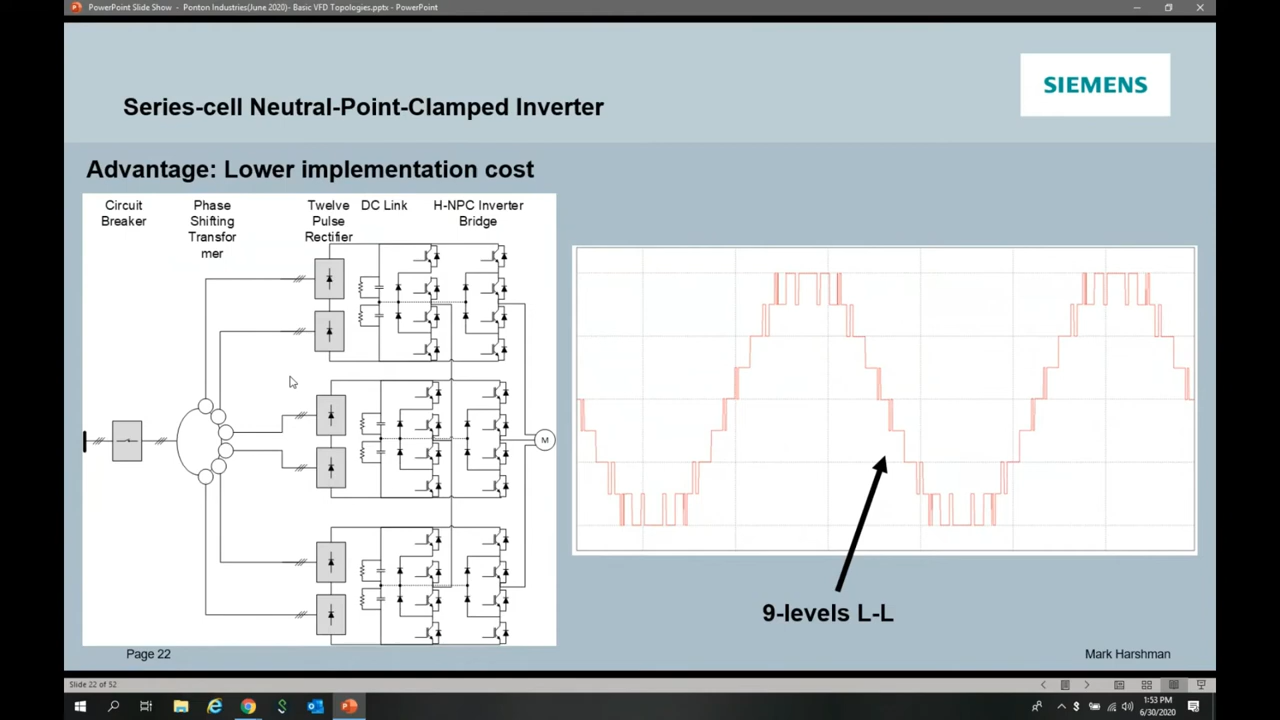 PowerPoint Slide Show - Ponton Industries(June 2020)- Basic VFD Topologies.pptx - PowerPoint
SIEMENS
Series-cell Neutral-Point-Clamped Inverter
Advantage: Lower implementation cost
Circuit
Breaker
Phase
Shifting
Transfor
mer
Twelve
Pulse
Rectifier
DC Link
H-NPC Inverter
Bridge
M
9-levels L-L
Page 22
Mark Harshman
Slide 22 of 52
1:53 PM
6/30/2020